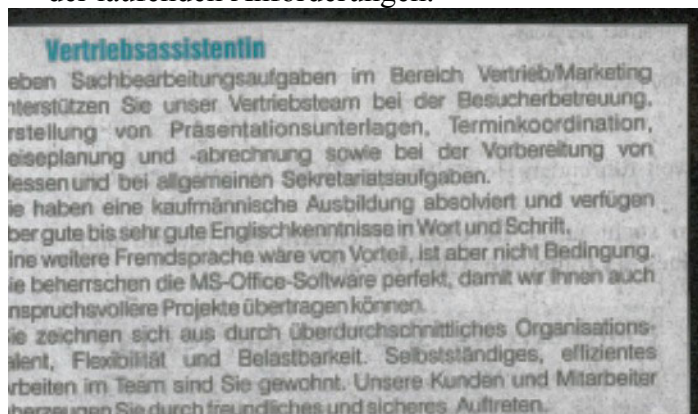 der laufenden Anforderungen.
Vertriebsassistentin
eben Sachbearbeitungsaufgaben im Bereich Vertrieb/Marketing
nterstützen Sie unser Vertriebsteam bei der Besucherbetreuung,
rstellung von Präsentationsunterlagen, Terminkoordination,
eiseplanung und -abrechnung sowie bei der Vorbereitung von
essen und bei allgemeinen Sekretariatsaufgaben.
ie haben eine kaufmännische Ausbildung absolviert und verfügen
ber gute bis sehr gute Englischkenntnisse in Wort und Schrift.
ine weitere Fremdsprache wäre von Vorteil, ist aber nicht Bedingung.
ie beherrschen die MS-Office-Software perfekt, damit wir Ihnen auch
nspruchsvollere Projekte übertragen können.
ie zeichnen sich aus durch überdurchschnittliches Organisations-
alent, Flexibilität und Belastbarkeit. Selbstständiges, effizientes
rbeiten im Team sind Sie gewohnt. Unsere Kunden und Mitarbeiter
berzeugen Sie durch freundliches und sicheres Auftreten.